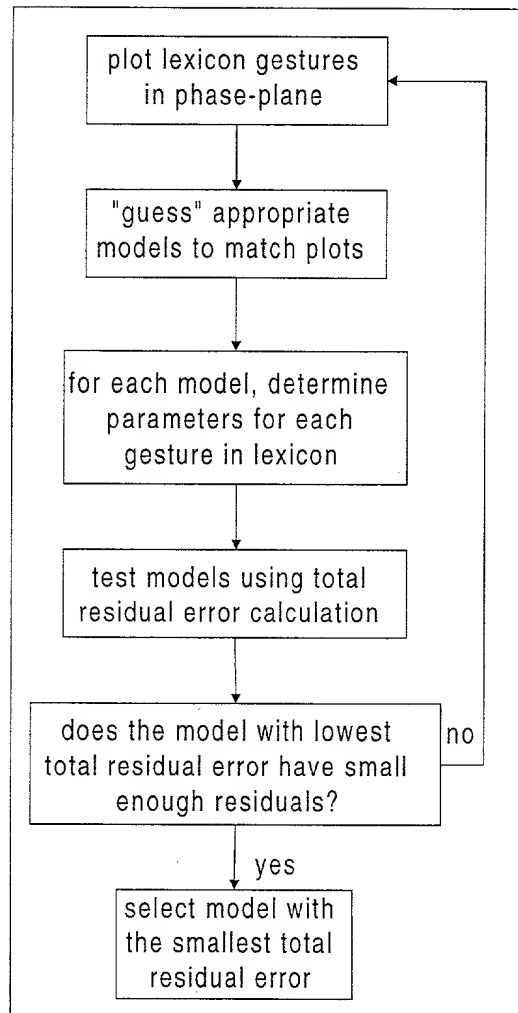 plot lexicon gestures
in phase-plane
"guess" appropriate
models to match plots
for each model, determine
parameters for each
gesture in lexicon
test models using total
residual error calculation
does the model with lowest
total residual error have small
enough residuals?
no
yes
select model with
the smallest total
residual error